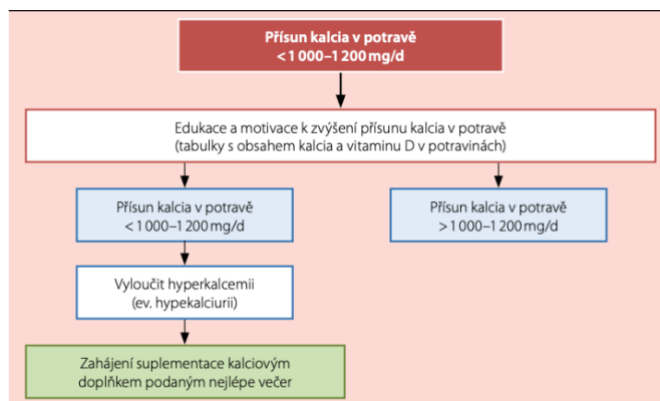 Přísun kalcia v potravě
< 1 000–1 200 mg/d
Edukace a motivace k zvýšení přísunu kalcia v potravě
(tabulky s obsahem kalcia a vitaminu D v potravinách)
Přísun kalcia v potravě
< 1 000–1 200 mg/d
Přísun kalcia v potravě
> 1 000–1 200 mg/d
Vyloučit hyperkalcemii
(ev. hypekalciurii)
Zahájení suplementace kalciovým
doplňkem podaným nejlépe večer